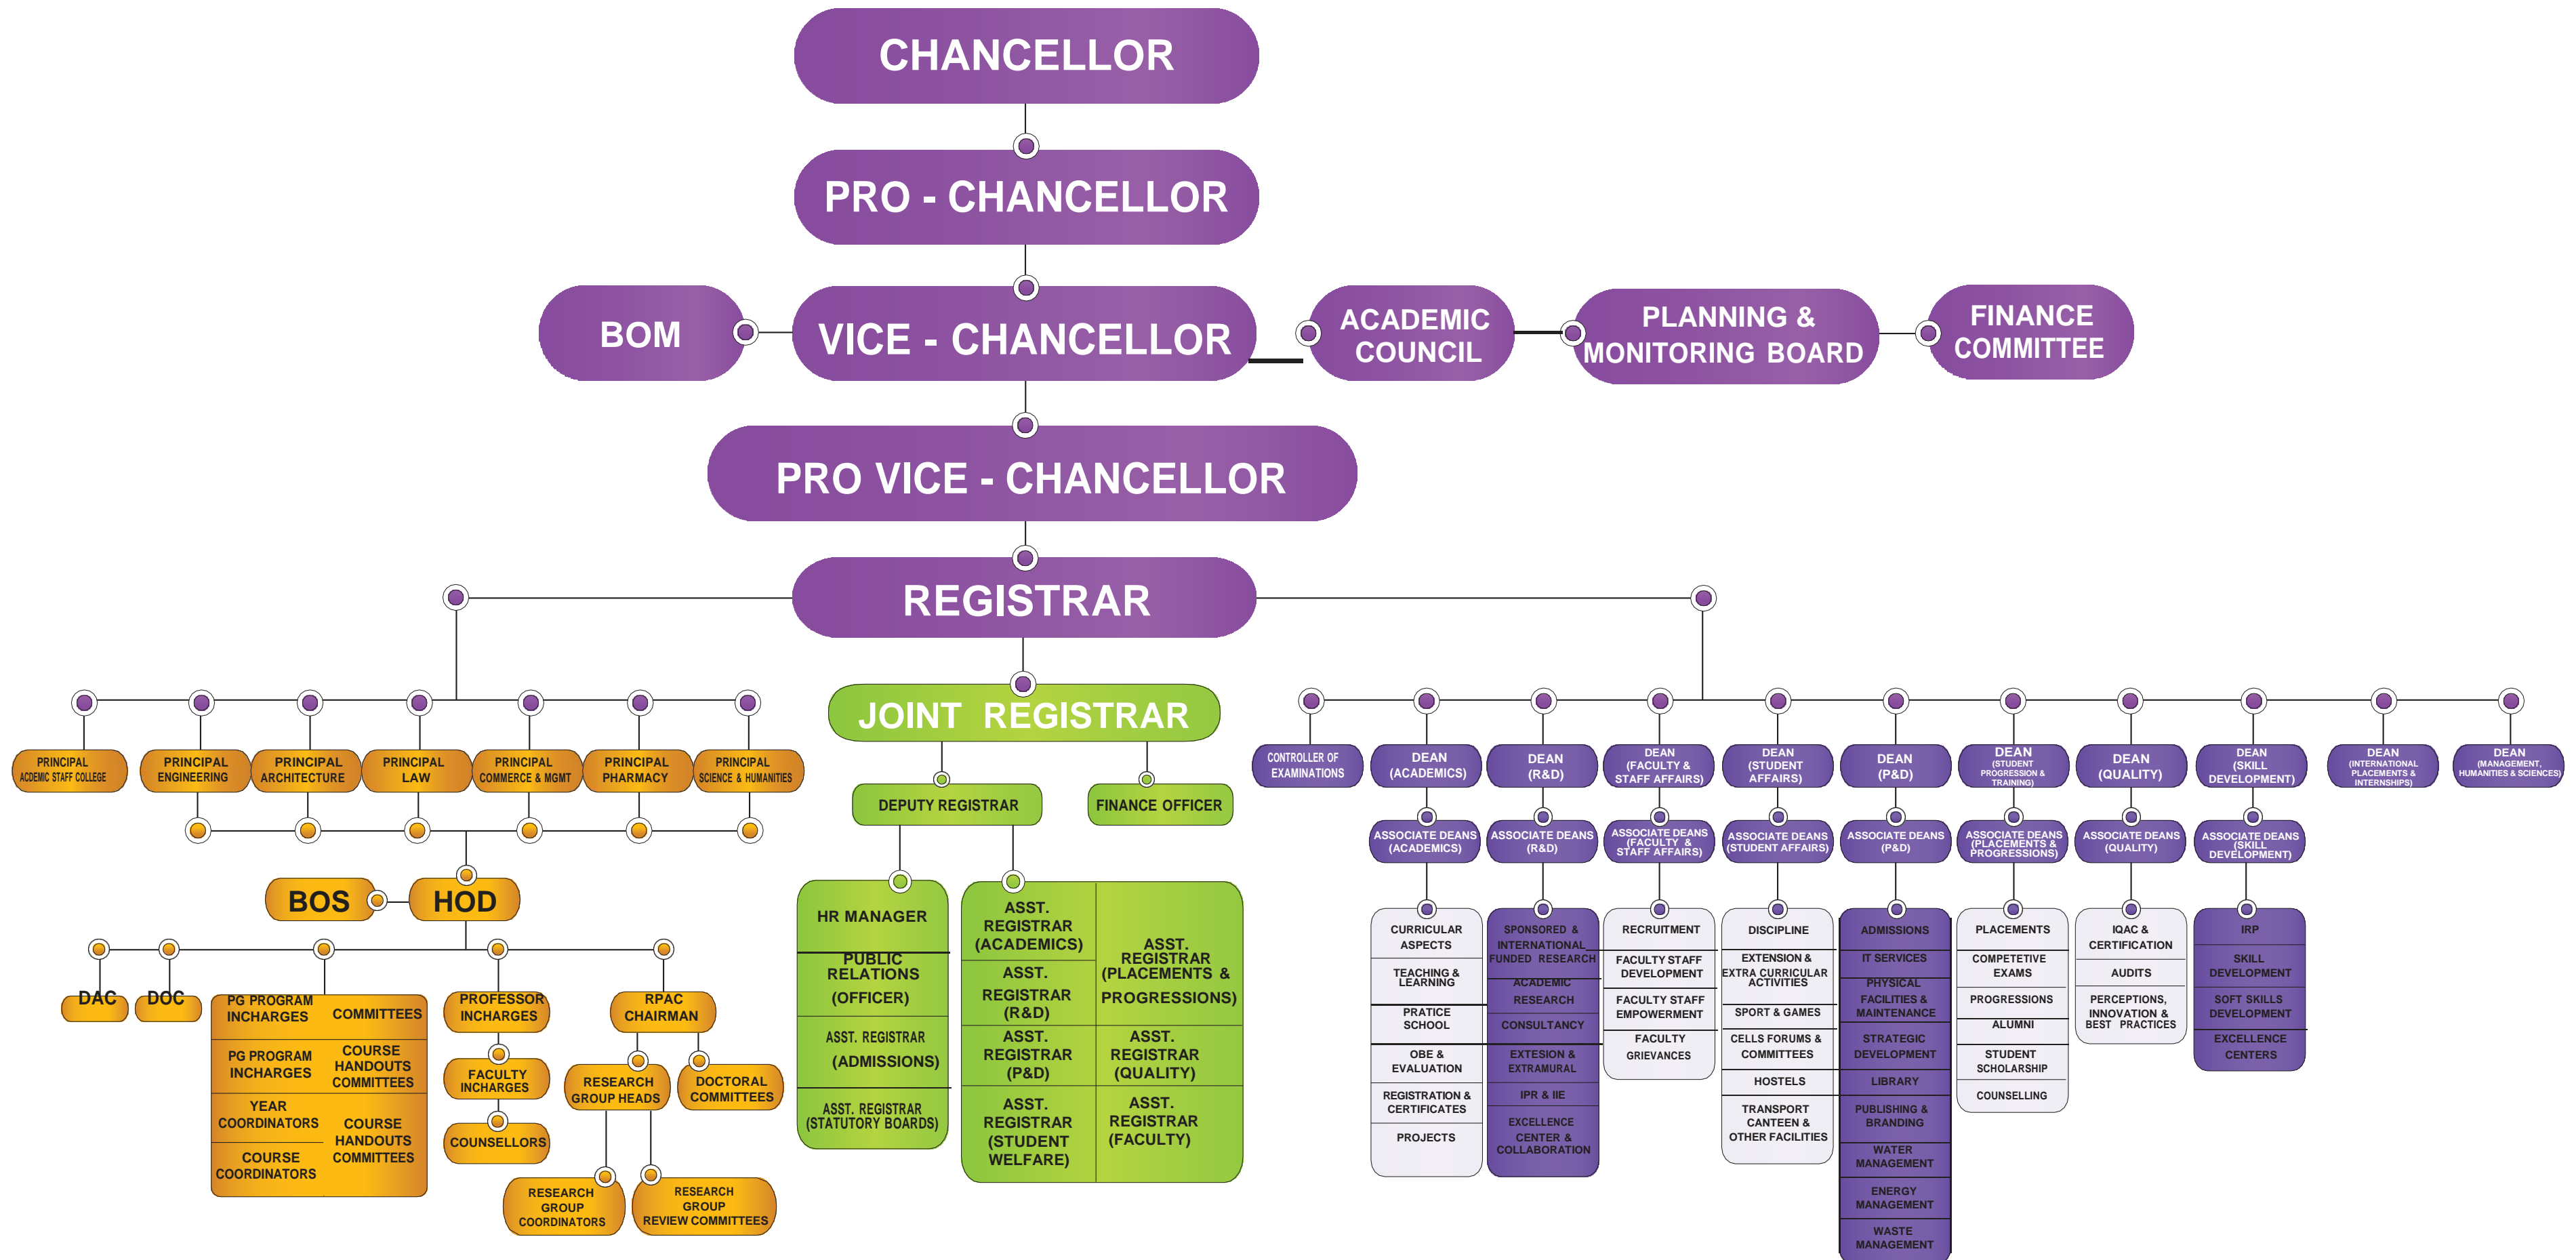 CHANCELLOR
PRO - CHANCELLOR
BOM
VICE - CHANCELLOR
ACADEMIC
COUNCIL
PLANNING &
MONITORING BOARD
FINANCE
COMMITTEE
PRO VICE - CHANCELLOR
REGISTRAR
JOINT REGISTRAR
PRINCIPAL
ACDEMIC STAFF COLLEGE
PRINCIPAL
ENGINEERING
PRINCIPAL
ARCHITECTURE
PRINCIPAL
LAW
PRINCIPAL
COMMERCE & MGMT
PRINCIPAL
PHARMACY
PRINCIPAL
SCIENCE & HUMANITIES
BOS
HOD
DAC
DOC
PG PROGRAM
INCHARGES
COMMITTEES
PG PROGRAM
INCHARGES
COURSE
HANDOUTS
COMMITTEES
YEAR
COORDINATORS
COURSE
COORDINATORS
COURSE
HANDOUTS
COMMITTEES
PROFESSOR
INCHARGES
FACULTY
INCHARGES
COUNSELLORS
RPAC
CHAIRMAN
RESEARCH
GROUP HEADS
DOCTORAL
COMMITTEES
RESEARCH
GROUP
COORDINATORS
RESEARCH
GROUP
REVIEW COMMITTEES
DEPUTY REGISTRAR
FINANCE OFFICER
HR MANAGER
PUBLIC
RELATIONS
(OFFICER)
ASST. REGISTRAR
(ADMISSIONS)
ASST. REGISTRAR
(STATUTORY BOARDS)
ASST.
REGISTRAR
(ACADEMICS)
ASST.
REGISTRAR
(R&D)
ASST.
REGISTRAR
(P&D)
ASST.
REGISTRAR
(STUDENT
WELFARE)
ASST.
REGISTRAR
(PLACEMENTS &
PROGRESSIONS)
ASST.
REGISTRAR
(QUALITY)
ASST.
REGISTRAR
(FACULTY)
CONTROLLER OF
EXAMINATIONS
DEAN
(ACADEMICS)
DEAN
(R&D)
DEAN
(FACULTY &
STAFF AFFAIRS)
DEAN
(STUDENT
AFFAIRS)
DEAN
(P&D)
DEAN
(STUDENT
PROGRESSION &
TRAINING)
DEAN
(QUALITY)
DEAN
(SKILL
DEVELOPMENT)
DEAN
(INTERNATIONAL
PLACEMENTS &
INTERNSHIPS)
DEAN
(MANAGEMENT,
HUMANITIES & SCIENCES)
ASSOCIATE DEANS
(ACADEMICS)
ASSOCIATE DEANS
(R&D)
ASSOCIATE DEANS
(FACULTY &
STAFF AFFAIRS)
ASSOCIATE DEANS
(STUDENT AFFAIRS)
ASSOCIATE DEANS
(P&D)
ASSOCIATE DEANS
(PLACEMENTS &
PROGRESSIONS)
ASSOCIATE DEANS
(QUALITY)
ASSOCIATE DEANS
(SKILL
DEVELOPMENT)
CURRICULAR
ASPECTS
TEACHING &
LEARNING
PRATICE
SCHOOL
OBE &
EVALUATION
REGISTRATION &
CERTIFICATES
PROJECTS
SPONSORED &
INTERNATIONAL
FUNDED RESEARCH
ACADEMIC
RESEARCH
CONSULTANCY
EXTESION &
EXTRAMURAL
IPR & IIE
EXCELLENCE
CENTER &
COLLABORATION
RECRUITMENT
FACULTY STAFF
DEVELOPMENT
FACULTY STAFF
EMPOWERMENT
FACULTY
GRIEVANCES
DISCIPLINE
EXTENSION &
EXTRA CURRICULAR
ACTIVITIES
SPORT & GAMES
CELLS FORUMS &
COMMITTEES
HOSTELS
TRANSPORT
CANTEEN &
OTHER FACILITIES
ADMISSIONS
IT SERVICES
PHYSICAL
FACILITIES &
MAINTENANCE
STRATEGIC
DEVELOPMENT
LIBRARY
PUBLISHING &
BRANDING
WATER
MANAGEMENT
ENERGY
MANAGEMENT
WASTE
MANAGEMENT
PLACEMENTS
COMPETETIVE
EXAMS
PROGRESSIONS
ALUMNI
STUDENT
SCHOLARSHIP
COUNSELLING
IQAC &
CERTIFICATION
AUDITS
PERCEPTIONS,
INNOVATION &
BEST PRACTICES
IRP
SKILL
DEVELOPMENT
SOFT SKILLS
DEVELOPMENT
EXCELLENCE
CENTERS